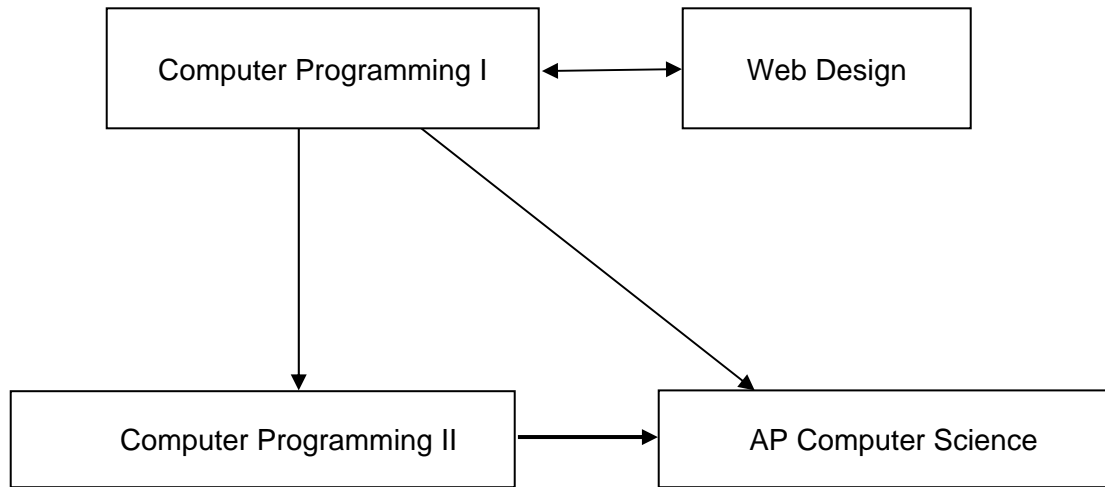 Computer Programming I
Web Design
Computer Programming II
AP Computer Science